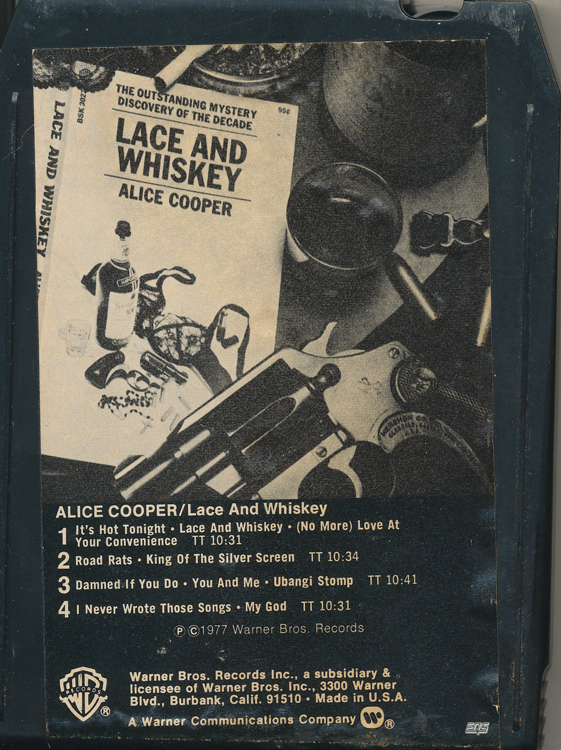 THE OUTSTANDING MYSTERY
DISCOVERY OF THE DECADE
95¢
LACE AND
WHISKEY
ALICE COOPER
LACE AND WHISKEY
ALICE COOPER/Lace And Whiskey
1 It's Hot Tonight • Lace And Whiskey • (No More) Love At
Your Convenience TT 10:31
2 Road Rats • King Of The Silver Screen TT 10:34
3 Damned If You Do • You And Me • Ubangi Stomp TT 10:41
4 I Never Wrote Those Songs • My God TT 10:31
℗ © 1977 Warner Bros. Records
Warner Bros. Records Inc., a subsidiary &
licensee of Warner Bros. Inc., 3300 Warner
Blvd., Burbank, Calif. 91510 • Made in U.S.A.
A Warner Communications Company ®
RECORDS
®